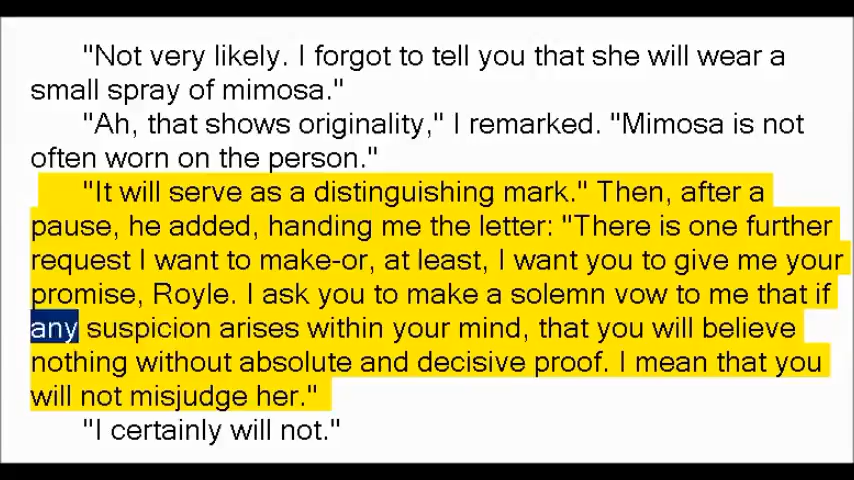 "Not very likely. I forgot to tell you that she will wear a
small spray of mimosa."
"Ah, that shows originality," I remarked. "Mimosa is not
often worn on the person."
"It will serve as a distinguishing mark." Then, after a
pause, he added, handing me the letter: "There is one further
request I want to make-or, at least, I want you to give me your
promise, Royle. I ask you to make a solemn vow to me that if
any suspicion arises within your mind, that you will believe
nothing without absolute and decisive proof. I mean that you
will not misjudge her."
"I certainly will not."